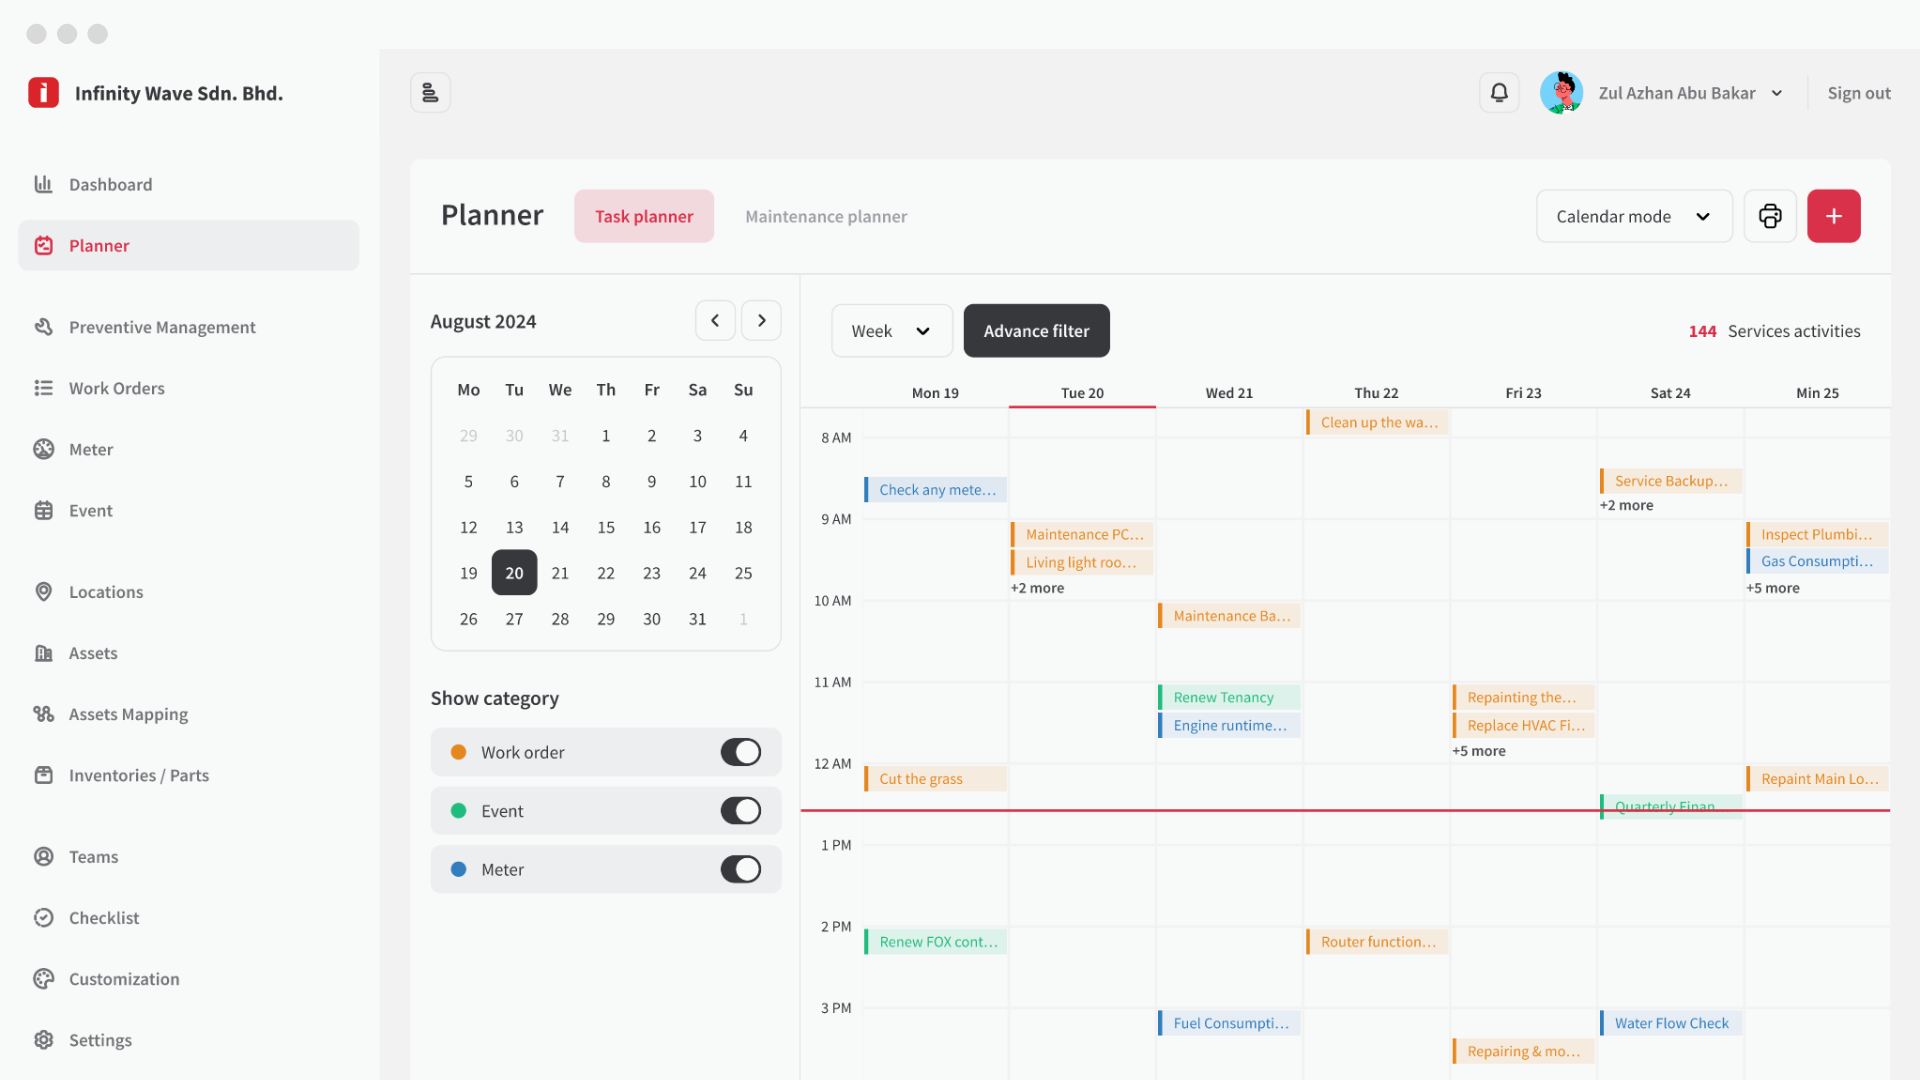 Infinity Wave Sdn. Bhd.
Zul Azhan Abu Bakar
Sign out
Dashboard
Planner
Preventive Management
Work Orders
Meter
Event
Locations
Assets
Assets Mapping
Inventories / Parts
Teams
Checklist
Customization
Settings
Planner
Task planner
Maintenance planner
Calendar mode
August 2024
Mo Tu We Th Fr Sa Su
29 30 31 1 2 3 4
5 6 7 8 9 10 11
12 13 14 15 16 17 18
19 20 21 22 23 24 25
26 27 28 29 30 31 1
Show category
Work order
Event
Meter
Week
Advance filter
144 Services activities
Mon 19 Tue 20 Wed 21 Thu 22 Fri 23 Sat 24 Min 25
Clean up the wa...
8 AM
Service Backup...
Check any mete...
+2 more
9 AM
Maintenance PC...
Inspect Plumbi...
Living light roo...
Gas Consumpti...
+2 more
+5 more
10 AM
Maintenance Ba...
11 AM
Renew Tenancy
Repainting the...
Engine runtime...
Replace HVAC Fi...
+5 more
12 AM
Cut the grass
Repaint Main Lo...
Quarterly Finan...
1 PM
2 PM
Renew FOX cont...
Router function...
3 PM
Fuel Consumpti...
Water Flow Check
Repairing & mo...